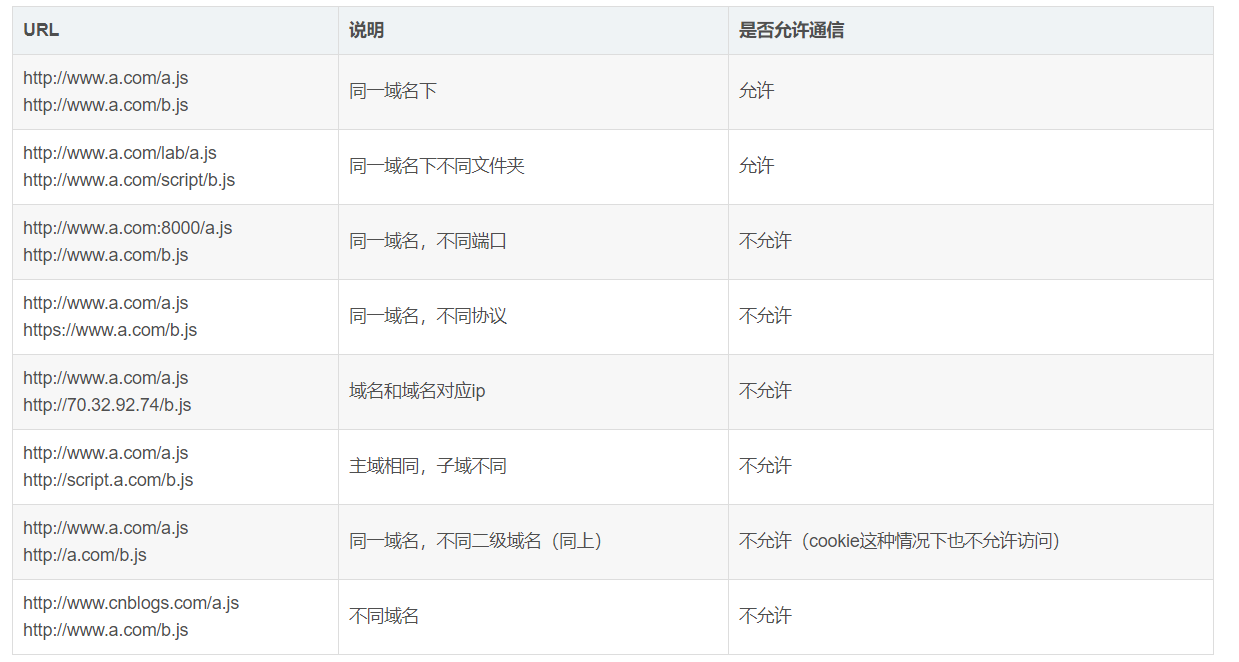 URL 说明 是否允许通信
http://www.a.com/a.js
http://www.a.com/b.js
同一域名下
允许
http://www.a.com/lab/a.js
http://www.a.com/script/b.js
同一域名下不同文件夹
允许
http://www.a.com:8000/a.js
http://www.a.com/b.js
同一域名，不同端口
不允许
http://www.a.com/a.js
https://www.a.com/b.js
同一域名，不同协议
不允许
http://www.a.com/a.js
http://70.32.92.74/b.js
域名和域名对应ip
不允许
http://www.a.com/a.js
http://script.a.com/b.js
主域相同，子域不同
不允许
http://www.a.com/a.js
http://a.com/b.js
同一域名，不同二级域名（同上）
不允许（cookie这种情况下也不允许访问）
http://www.cnblogs.com/a.js
http://www.a.com/b.js
不同域名
不允许